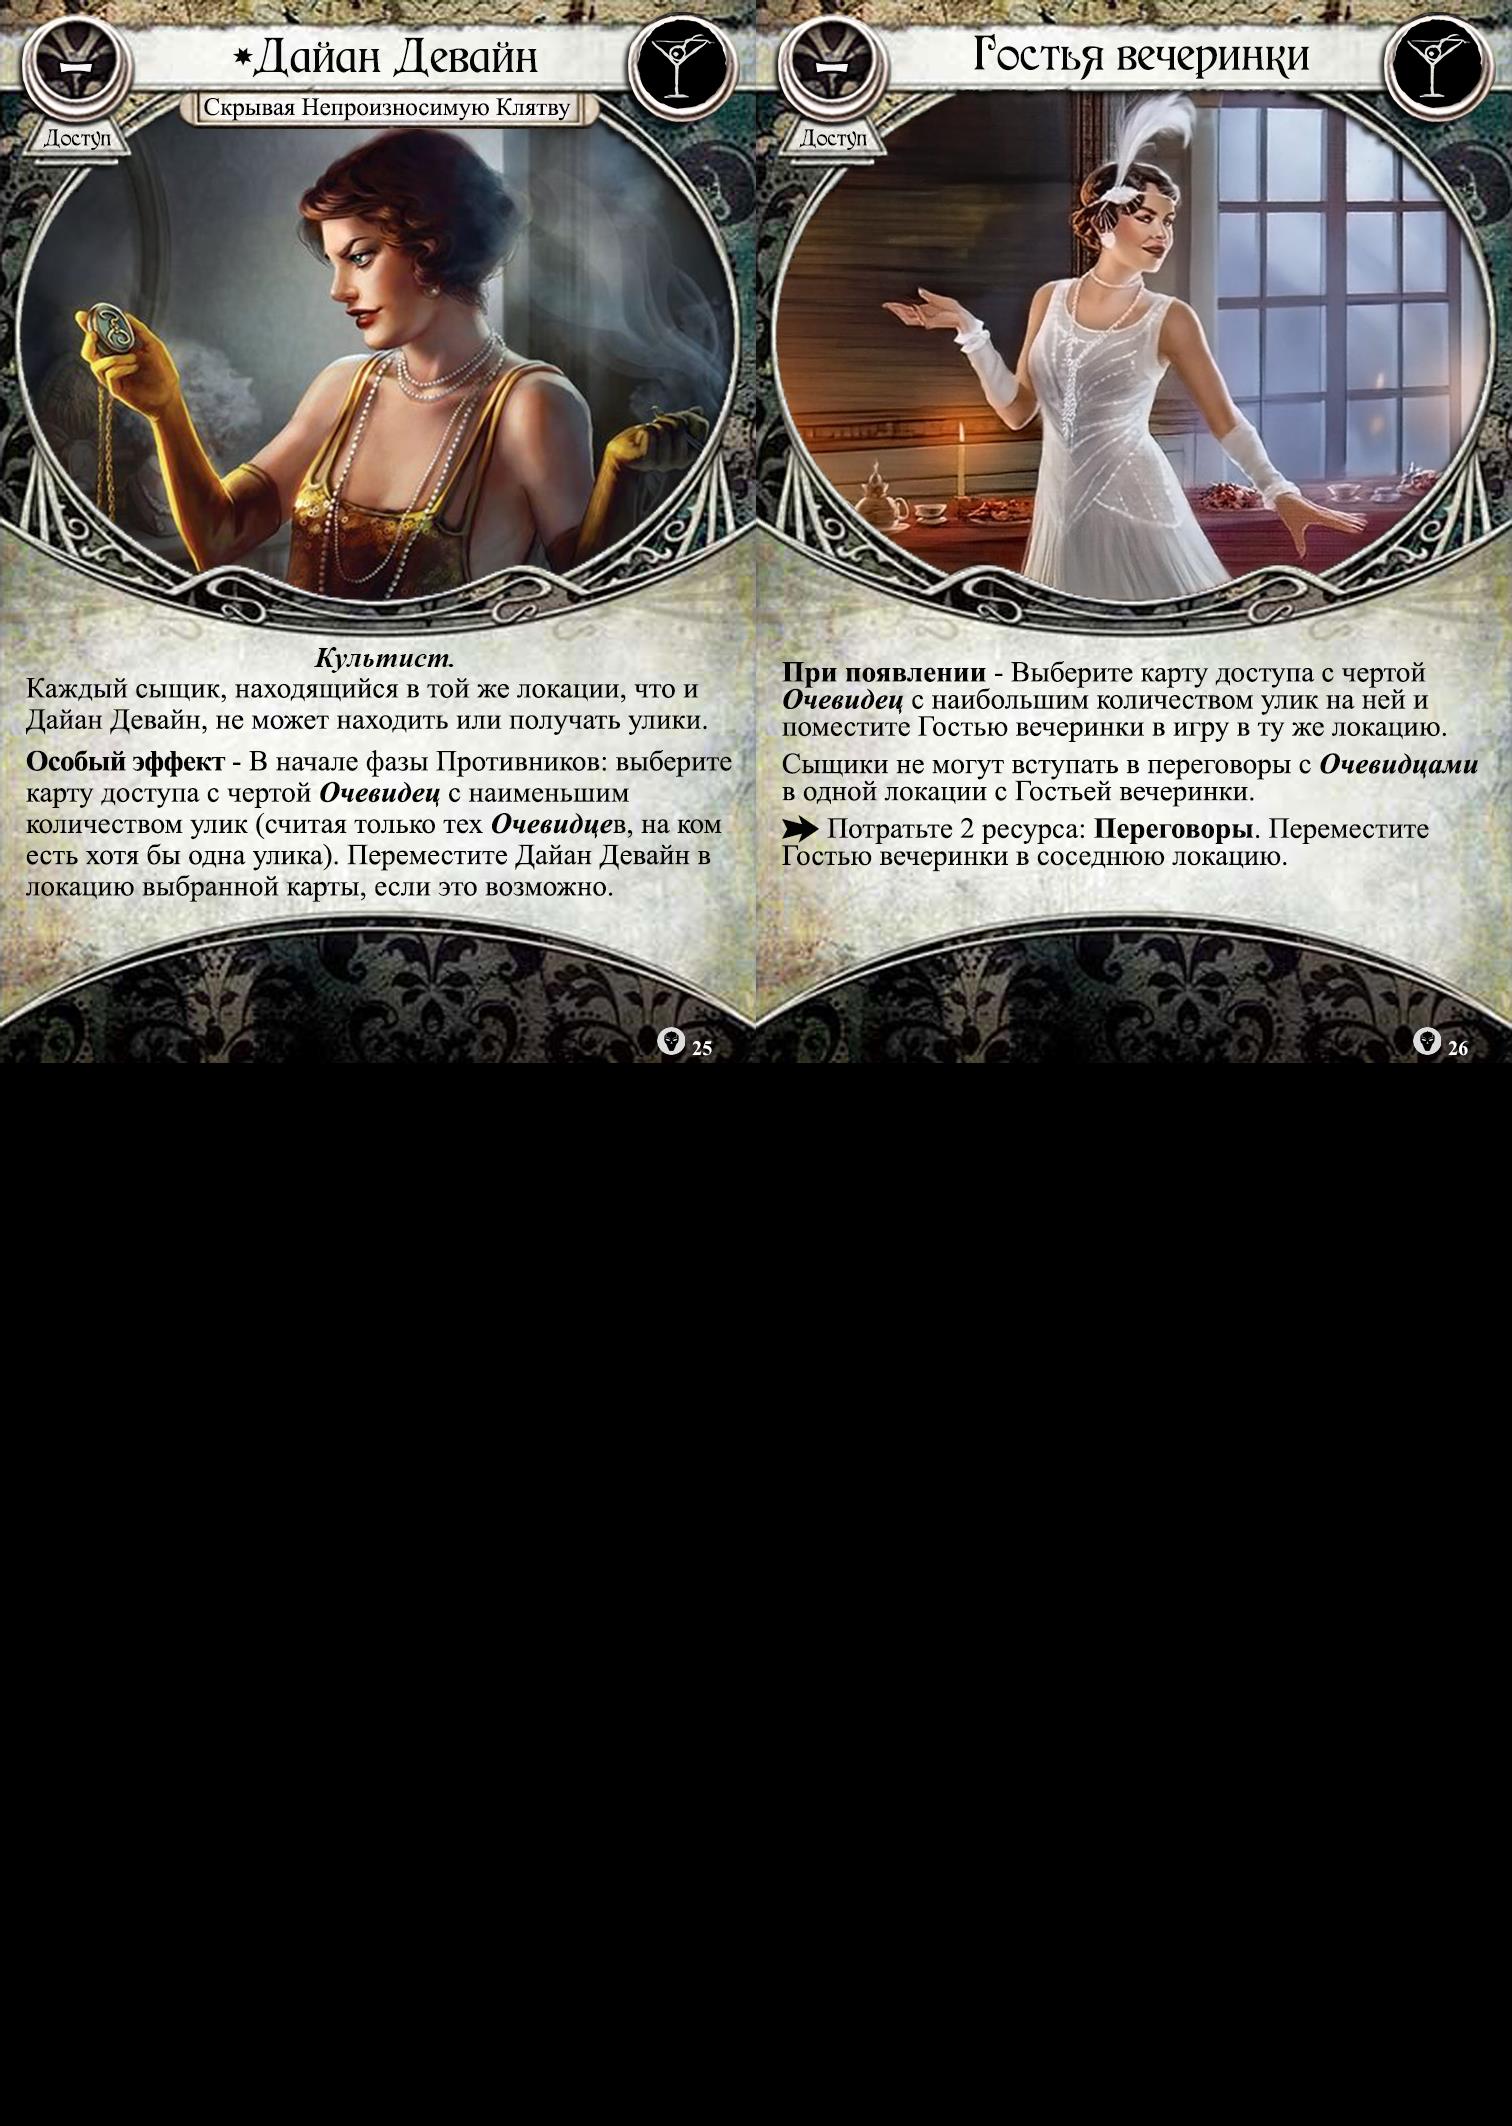 *Дайан Девайн
Скрывая Непроизносимую Клятву
Доступ
Культист.
Каждый сыщик, находящийся в той же локации, что и
Дайан Девайн, не может находить или получать улики.
Особый эффект - В начале фазы Противников: выберите
карту доступа с чертой Очевидец с наименьшим
количеством улик (считая только тех Очевидцев, на ком
есть хотя бы одна улика). Переместите Дайан Девайн в
локацию выбранной карты, если это возможно.
25
Гостья вечеринки
Доступ
При появлении - Выберите карту доступа с чертой
Очевидец с наибольшим количеством улик на ней и
поместите Гостью вечеринки в игру в ту же локацию.
Сыщики не могут вступать в переговоры с Очевидцами
в одной локации с Гостьей вечеринки.
Потратьте 2 ресурса: Переговоры. Переместите
Гостью вечеринки в соседнюю локацию.
26